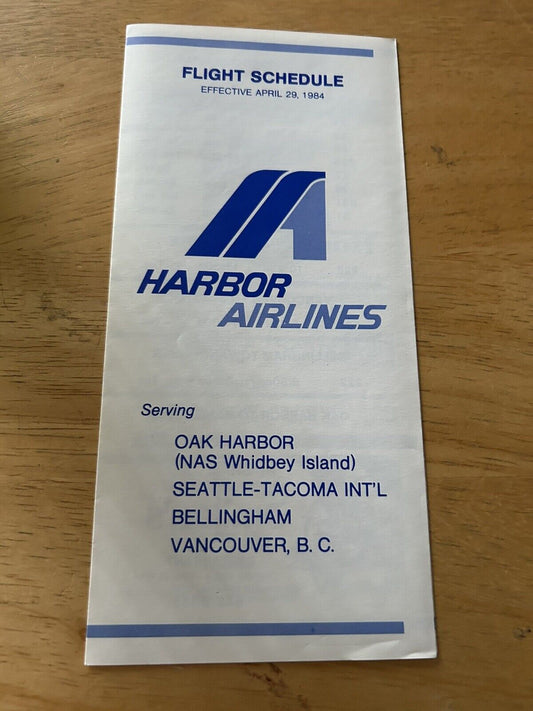 FLIGHT SCHEDULE
EFFECTIVE APRIL 29, 1984
HARBOR
AIRLINES
Serving
OAK HARBOR
(NAS Whidbey Island)
SEATTLE-TACOMA INT'L
BELLINGHAM
VANCOUVER, B. C.